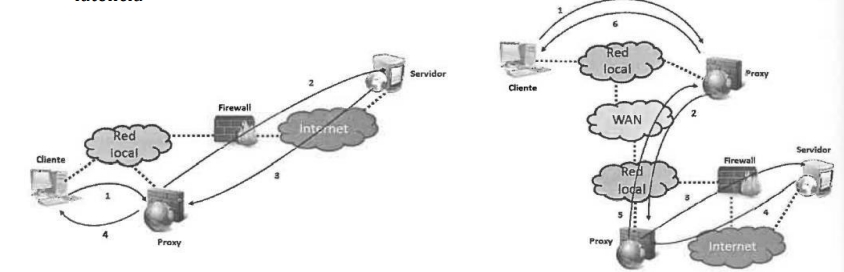 latencia
Servidor
2
Firewall
Internet
Red
local
Cliente
1
3
4
Proxy
1
6
Cliente
Red
local
Proxy
WAN
2
Servidor
Firewall
Red
local
3
4
5
Proxy
Internet